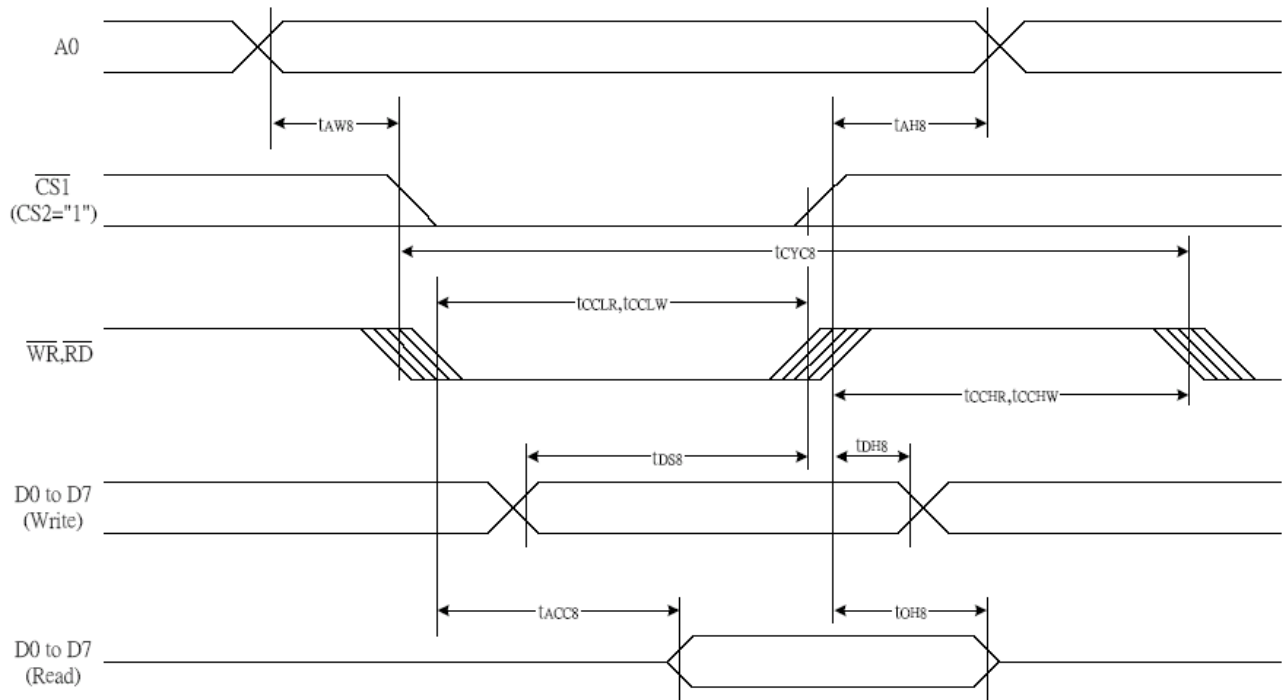 A0
tAW8
tAH8
CS1
(CS2="1")
tCYC8
tCCLR,tCCLW
WR,RD
tCCHR,tCCHW
tDS8
tDH8
D0 to D7
(Write)
tACC8
tOH8
D0 to D7
(Read)